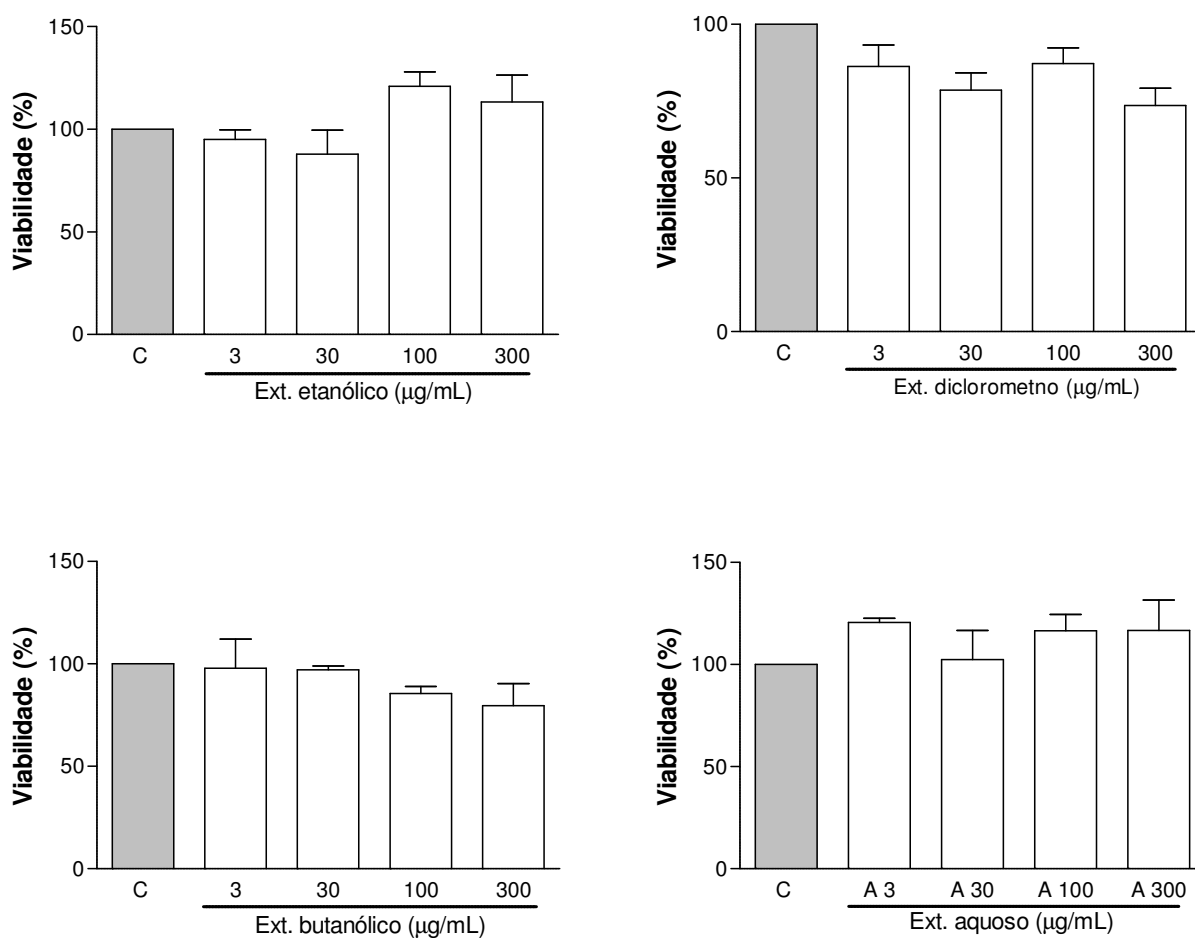 150
100
50
0
Viabilidade (%)
C 3 30 100 300
Ext. etanólico (µg/mL)
100
50
0
Viabilidade (%)
C 3 30 100 300
Ext. diclorometno (µg/mL)
150
100
50
0
Viabilidade (%)
C 3 30 100 300
Ext. butanólico (µg/mL)
150
100
50
0
Viabilidade (%)
C A 3 A 30 A 100 A 300
Ext. aquoso (µg/mL)